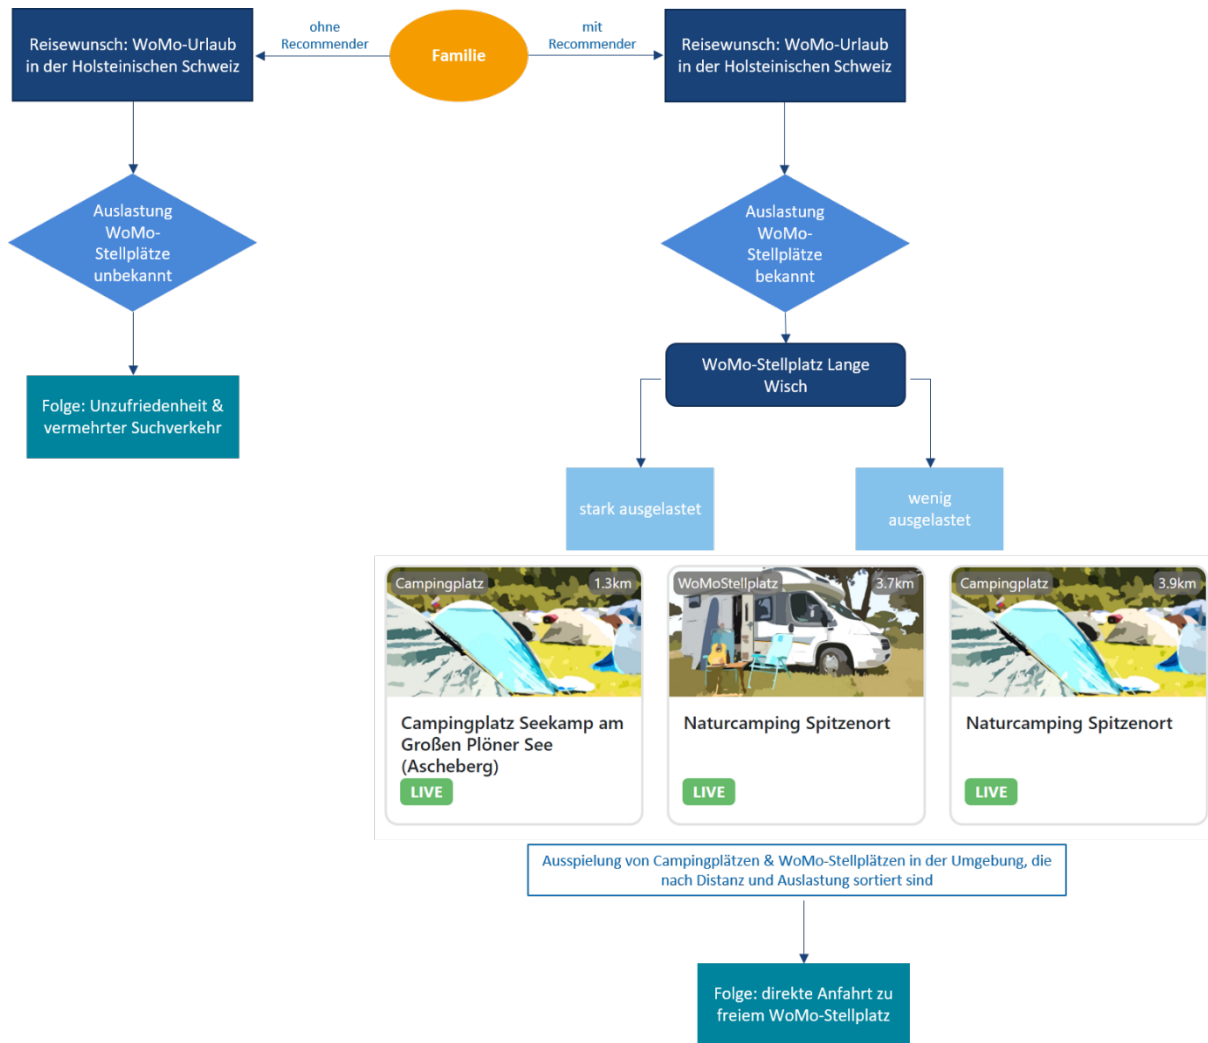 ohne
Recommender
mit
Recommender
Familie
Reisewunsch: WoMo-Urlaub
in der Holsteinischen Schweiz
Reisewunsch: WoMo-Urlaub
in der Holsteinischen Schweiz
Auslastung
WoMo-
Stellplätze
unbekannt
Auslastung
WoMo-
Stellplätze
bekannt
Folge: Unzufriedenheit &
vermehrter Suchverkehr
WoMo-Stellplatz Lange
Wisch
stark ausgelastet
wenig
ausgelastet
Campingplatz
1.3km
Campingplatz Seekamp am
Großen Plöner See
(Ascheberg)
LIVE
WoMoStellplatz
3.7km
Naturcamping Spitzenort
LIVE
Campingplatz
3.9km
Naturcamping Spitzenort
LIVE
Ausspielung von Campingplätzen & WoMo-Stellplätzen in der Umgebung, die
nach Distanz und Auslastung sortiert sind
Folge: direkte Anfahrt zu
freiem WoMo-Stellplatz